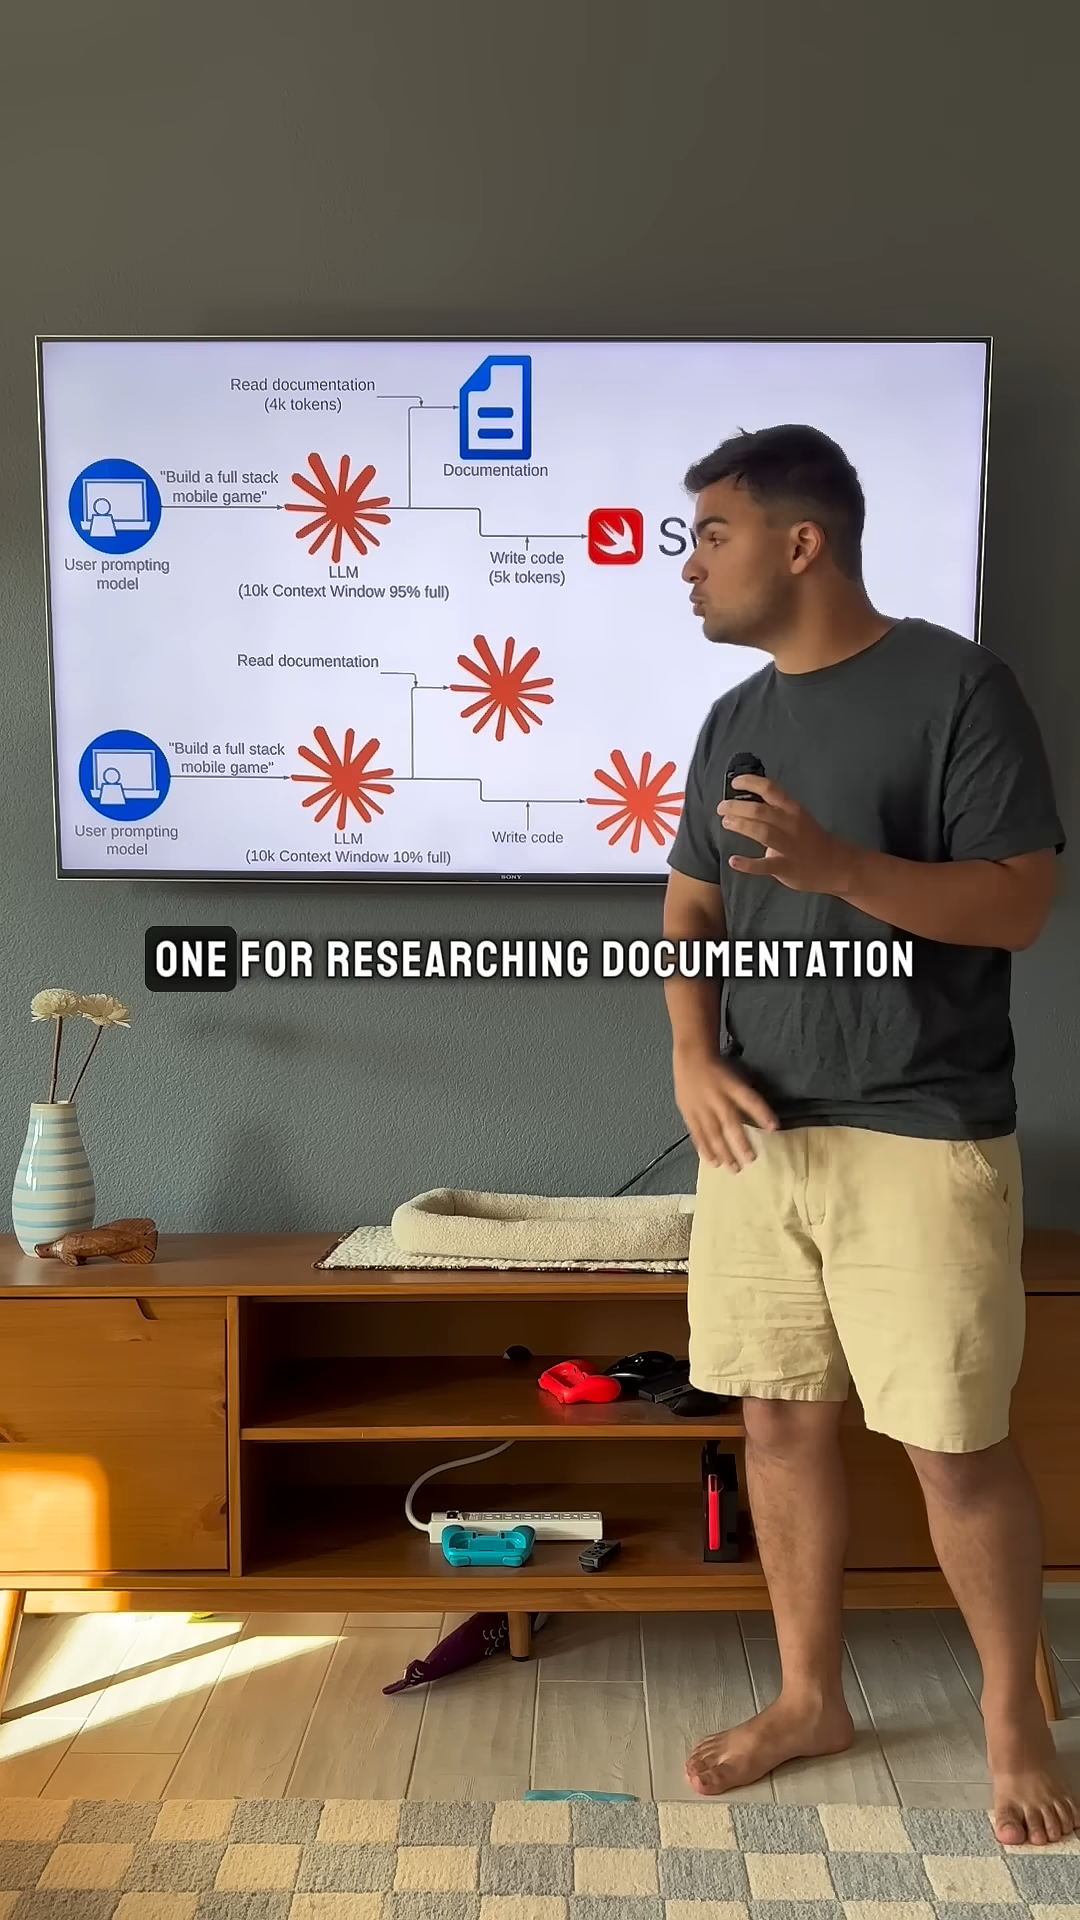 Read documentation
(4k tokens)
Documentation
"Build a full stack
mobile game"
User prompting
model
LLM
(10k Context Window 95% full)
Write code
(5k tokens)
Read documentation
"Build a full stack
mobile game"
User prompting
model
LLM
(10k Context Window 10% full)
Write code
SONY
ONE FOR RESEARCHING DOCUMENTATION